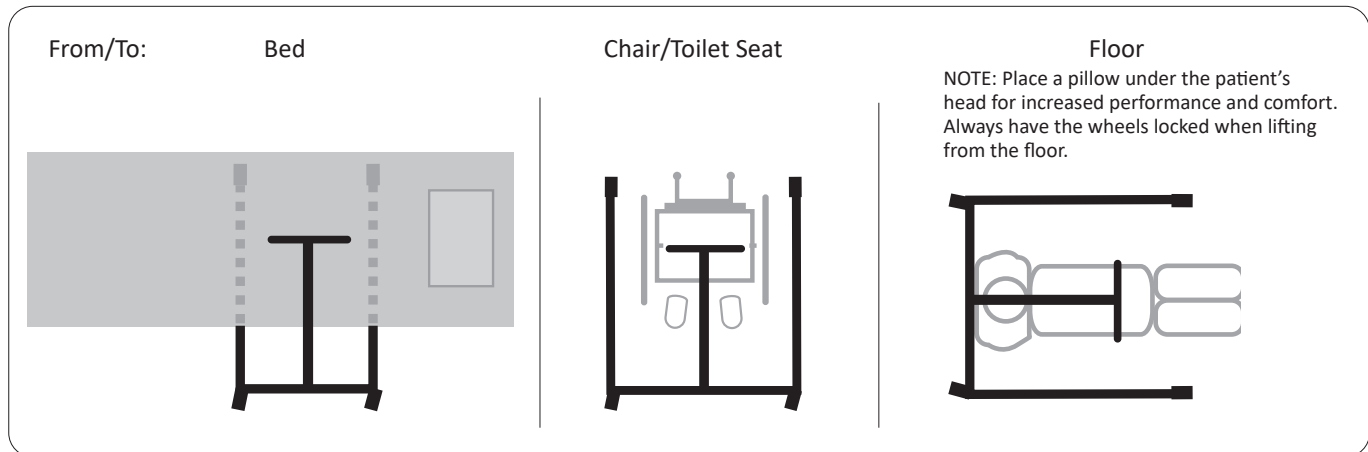 From/To:
Bed
Chair/Toilet Seat
Floor
NOTE: Place a pillow under the patient’s
head for increased performance and comfort.
Always have the wheels locked when lifting
from the floor.